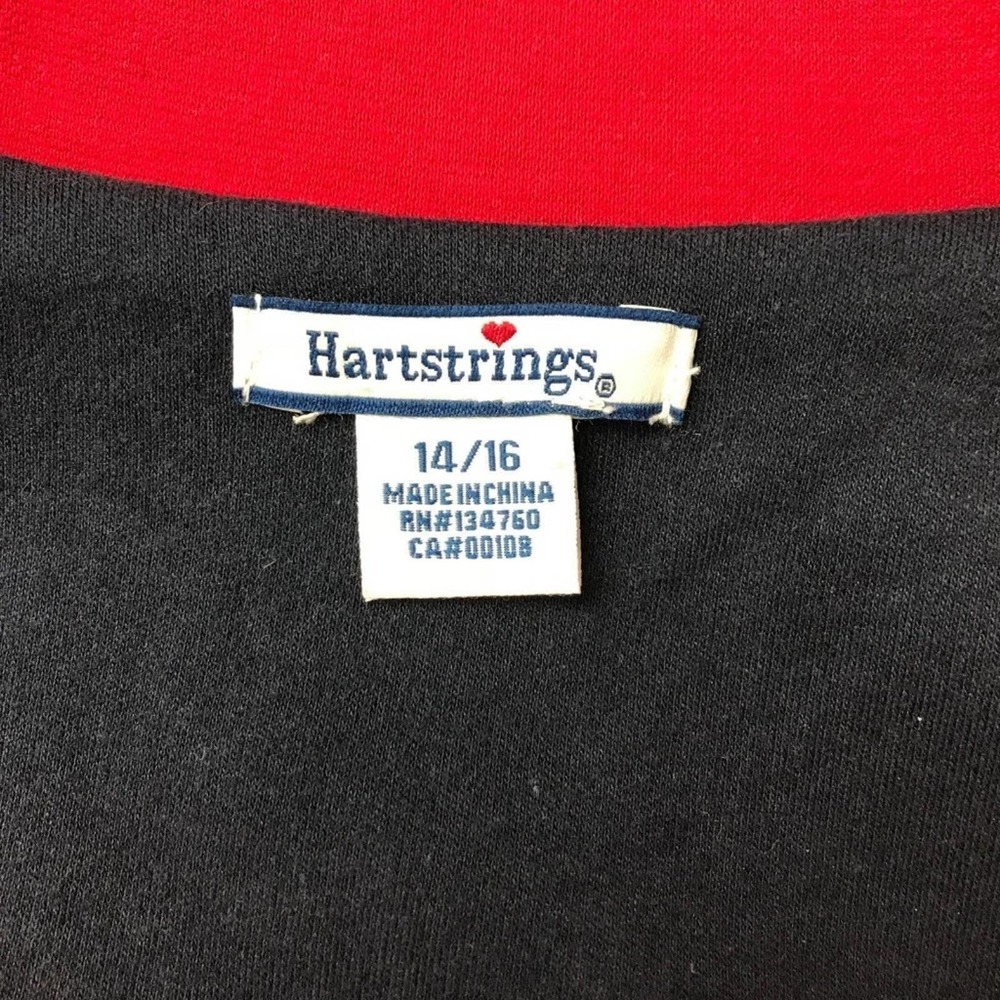 Hartstrings®
14/16
MADE IN CHINA
RN#134760
CA#00108